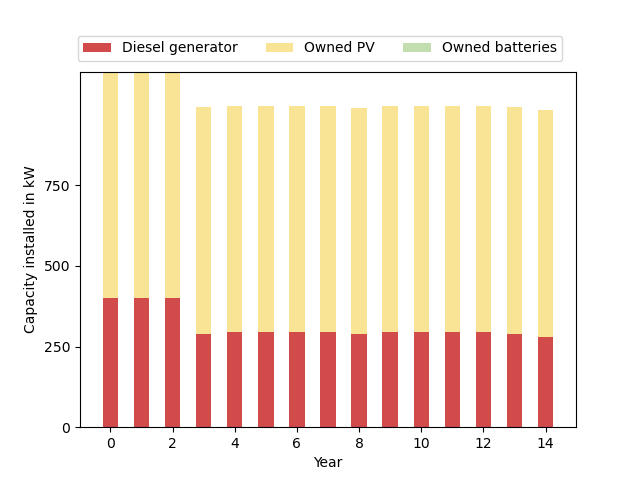 Diesel generator Owned PV Owned batteries
Capacity installed in kW
750
500
250
0
0 2 4 6 8 10 12 14
Year